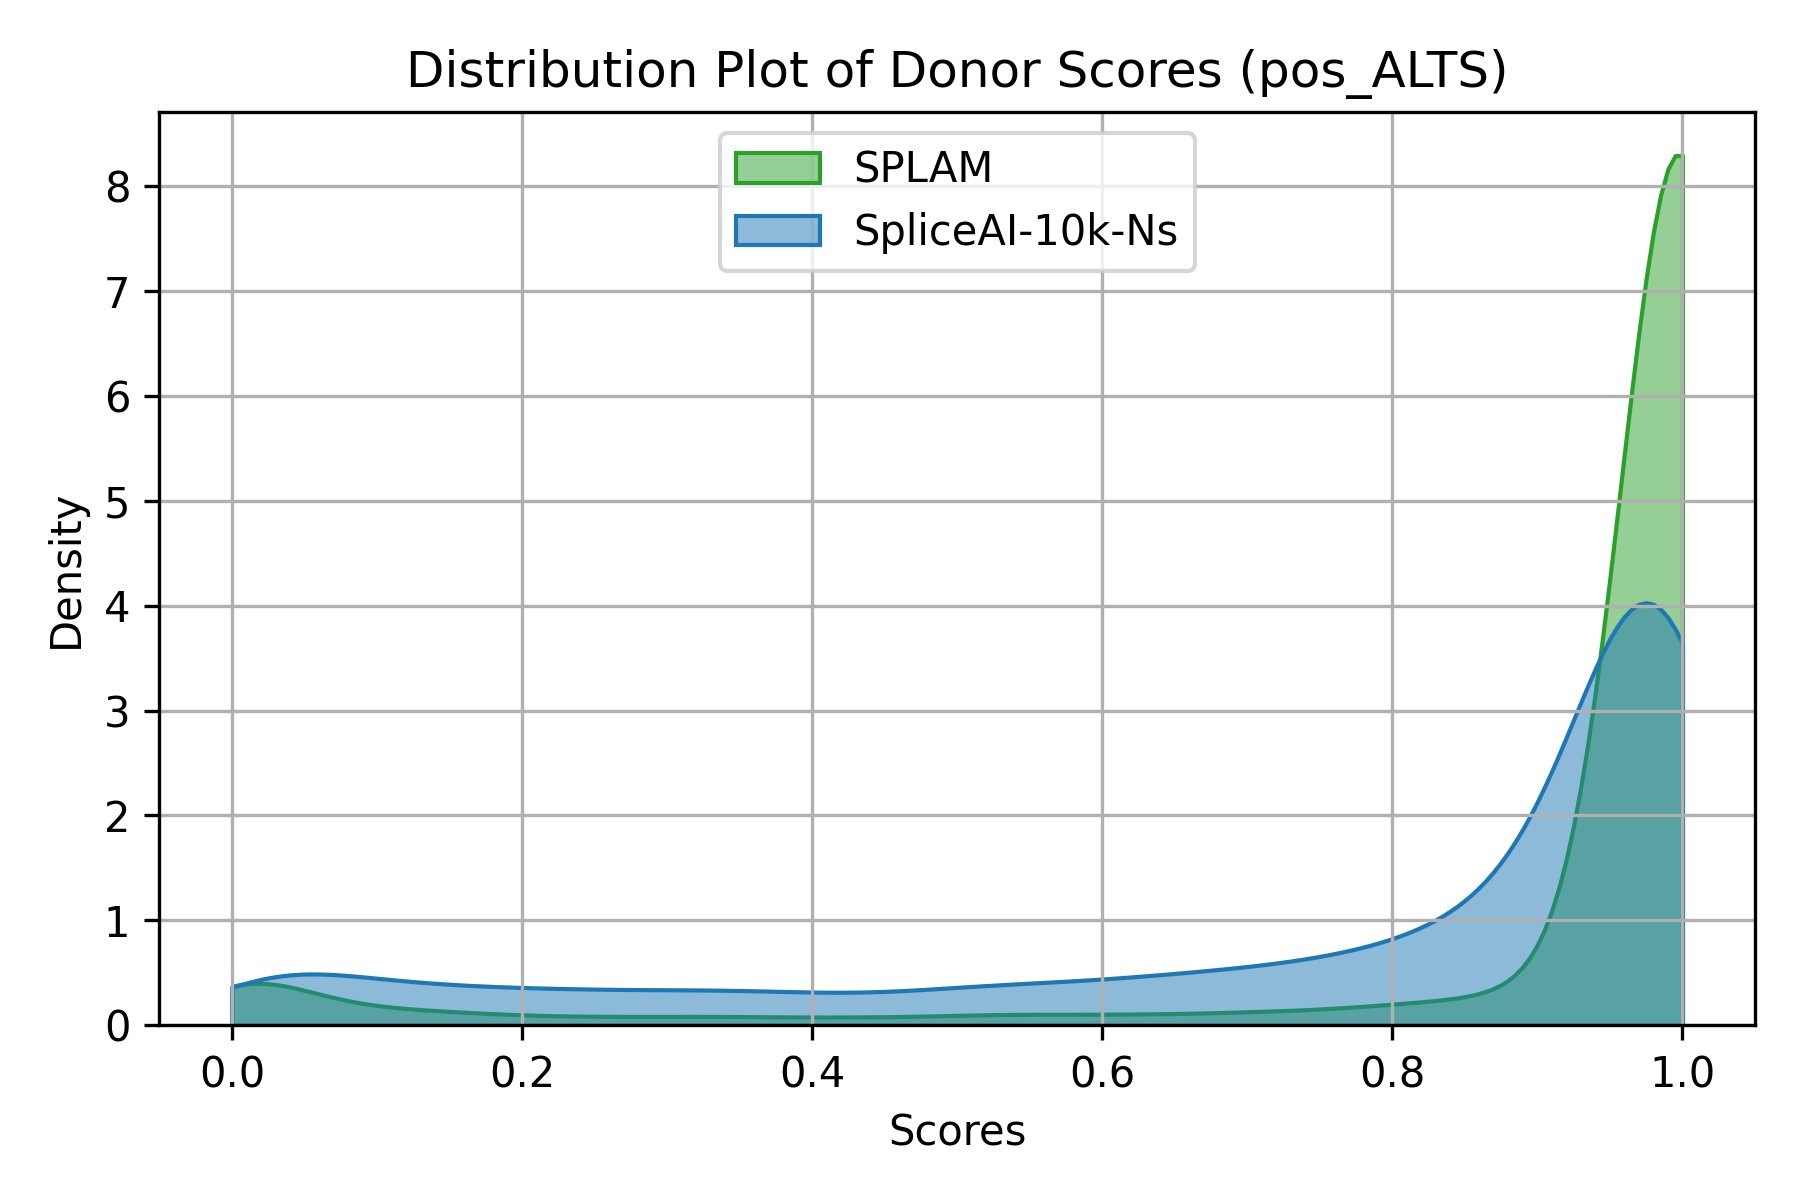 Distribution Plot of Donor Scores (pos_ALTS)
SPLAM
SpliceAI-10k-Ns
Density
8
7
6
5
4
3
2
1
0
0.0 0.2 0.4 0.6 0.8 1.0
Scores